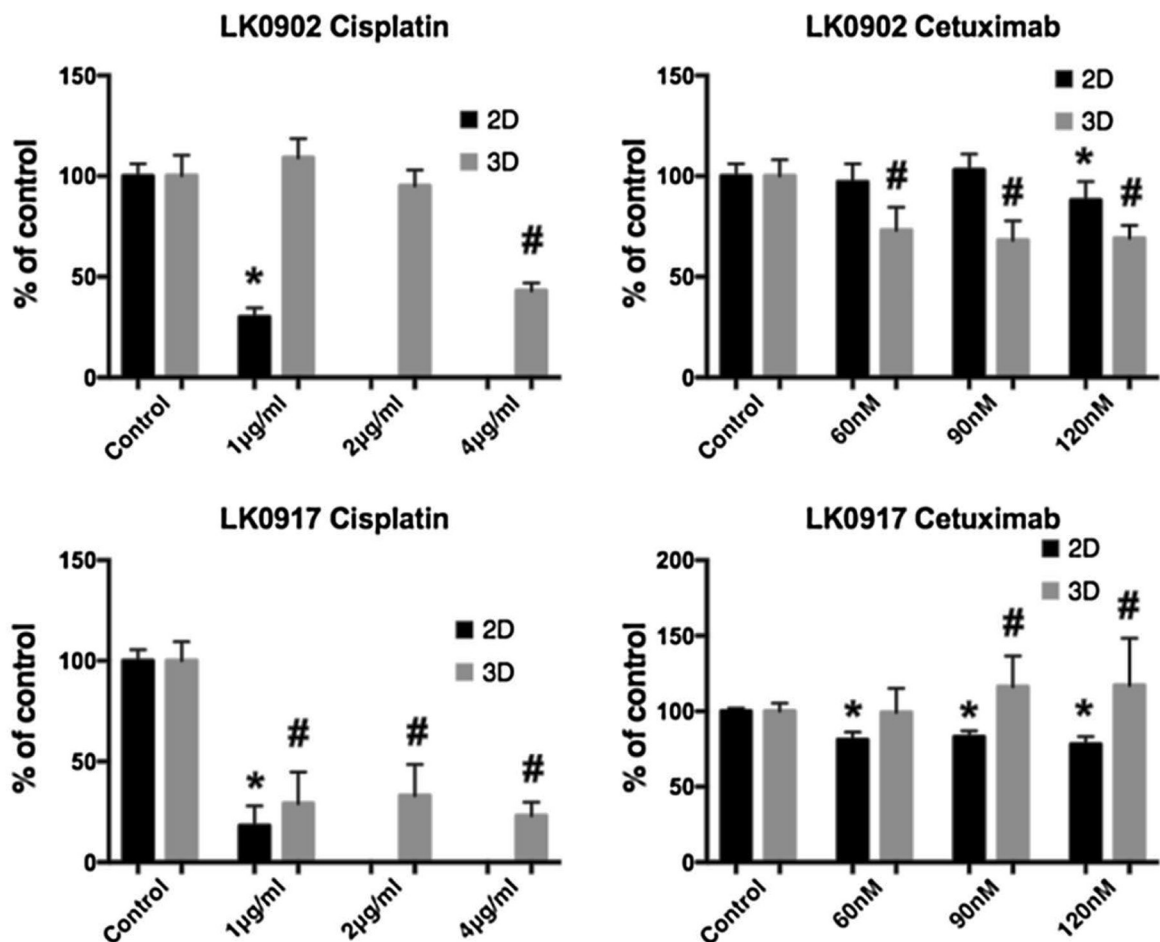 LK0902 Cisplatin
150
100
50
0
% of control
2D
3D
*
#
Control
1µg/ml
2µg/ml
4µg/ml
LK0902 Cetuximab
150
100
50
0
% of control
2D
3D
#
#
*
#
Control
60nM
90nM
120nM
LK0917 Cisplatin
150
100
50
0
% of control
2D
3D
*
#
#
#
Control
1µg/ml
2µg/ml
4µg/ml
LK0917 Cetuximab
200
150
100
50
0
% of control
2D
3D
*
*
#
*
#
Control
60nM
90nM
120nM